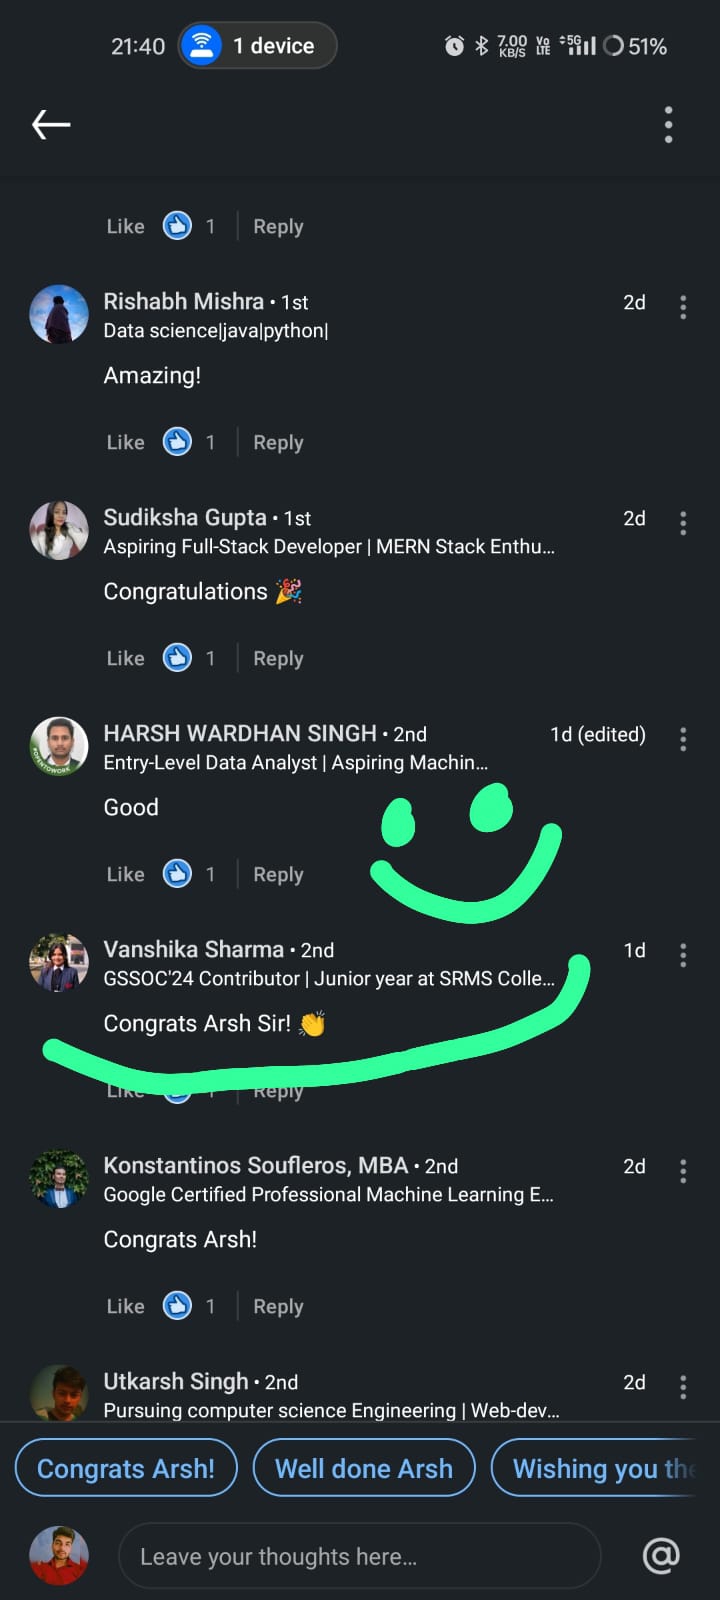 21:40
1 device
7.00 KB/S
Vo LTE
5G
51%
Like 1 Reply
Rishabh Mishra • 1st 2d
Data science|java|python|
Amazing!
Like 1 Reply
Sudiksha Gupta • 1st 2d
Aspiring Full-Stack Developer | MERN Stack Enthu...
Congratulations 🎉
Like 1 Reply
HARSH WARDHAN SINGH • 2nd 1d (edited)
#OPENTOWORK
Entry-Level Data Analyst | Aspiring Machin...
Good
Like 1 Reply
Vanshika Sharma • 2nd 1d
GSSOC'24 Contributor | Junior year at SRMS Colle...
Congrats Arsh Sir! 👏
Like 1 Reply
Konstantinos Soufleros, MBA • 2nd 2d
Google Certified Professional Machine Learning E...
Congrats Arsh!
Like 1 Reply
Utkarsh Singh • 2nd 2d
Pursuing computer science Engineering | Web-dev...
Congrats Arsh! Well done Arsh Wishing you the
Leave your thoughts here... @